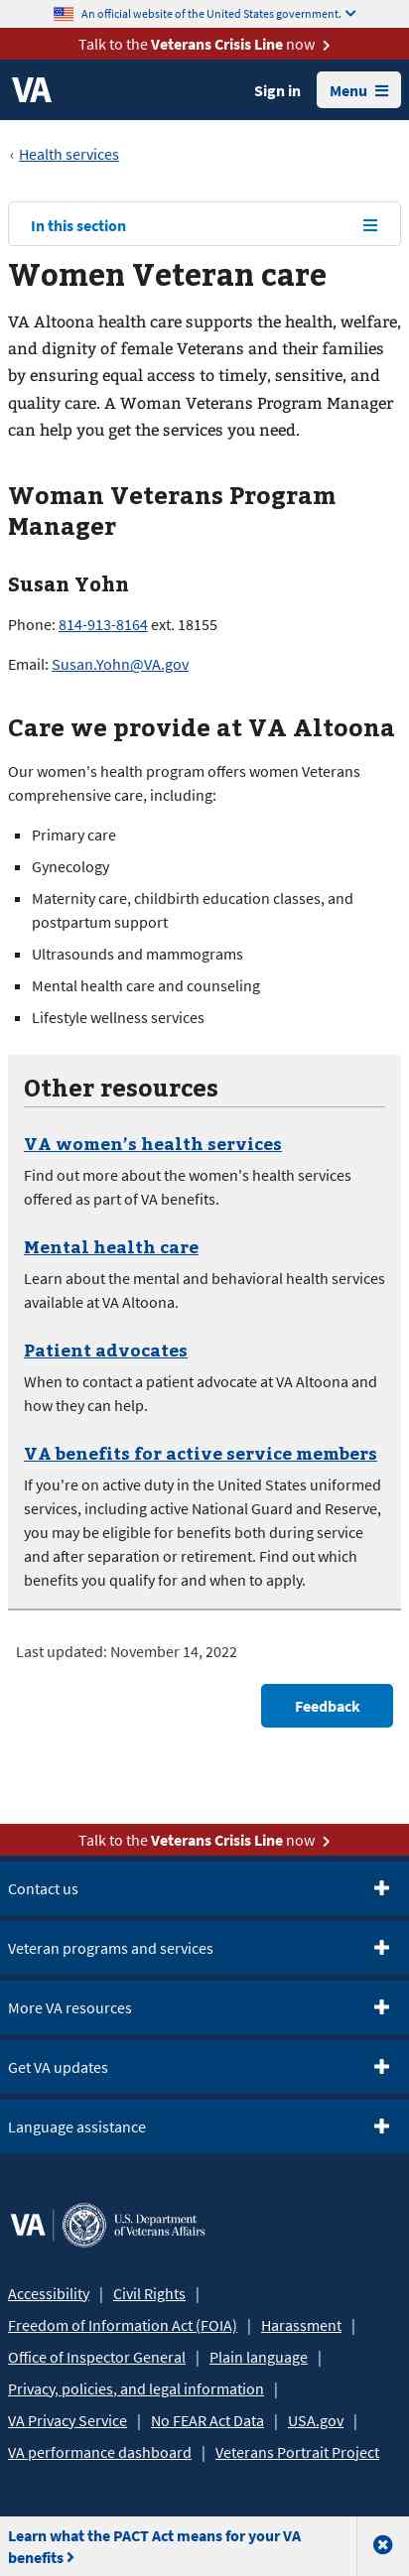 An official website of the United States government.
Talk to the Veterans Crisis Line now
VA
Sign in
Menu
‹ Health services
In this section
Women Veteran care
VA Altoona health care supports the health, welfare,
and dignity of female Veterans and their families
by ensuring equal access to timely, sensitive, and
quality care. A Woman Veterans Program Manager
can help you get the services you need.
Woman Veterans Program
Manager
Susan Yohn
Phone: 814-913-8164 ext. 18155
Email: Susan.Yohn@VA.gov
Care we provide at VA Altoona
Our women's health program offers women Veterans
comprehensive care, including:
Primary care
Gynecology
Maternity care, childbirth education classes, and
postpartum support
Ultrasounds and mammograms
Mental health care and counseling
Lifestyle wellness services
Other resources
VA women’s health services
Find out more about the women's health services
offered as part of VA benefits.
Mental health care
Learn about the mental and behavioral health services
available at VA Altoona.
Patient advocates
When to contact a patient advocate at VA Altoona and
how they can help.
VA benefits for active service members
If you're on active duty in the United States uniformed
services, including active National Guard and Reserve,
you may be eligible for benefits both during service
and after separation or retirement. Find out which
benefits you qualify for and when to apply.
Last updated: November 14, 2022
Feedback
Talk to the Veterans Crisis Line now
Contact us
Veteran programs and services
More VA resources
Get VA updates
Language assistance
VA
U.S. Department
of Veterans Affairs
Accessibility | Civil Rights |
Freedom of Information Act (FOIA) | Harassment |
Office of Inspector General | Plain language |
Privacy, policies, and legal information |
VA Privacy Service | No FEAR Act Data | USA.gov |
VA performance dashboard | Veterans Portrait Project
Learn what the PACT Act means for your VA
benefits